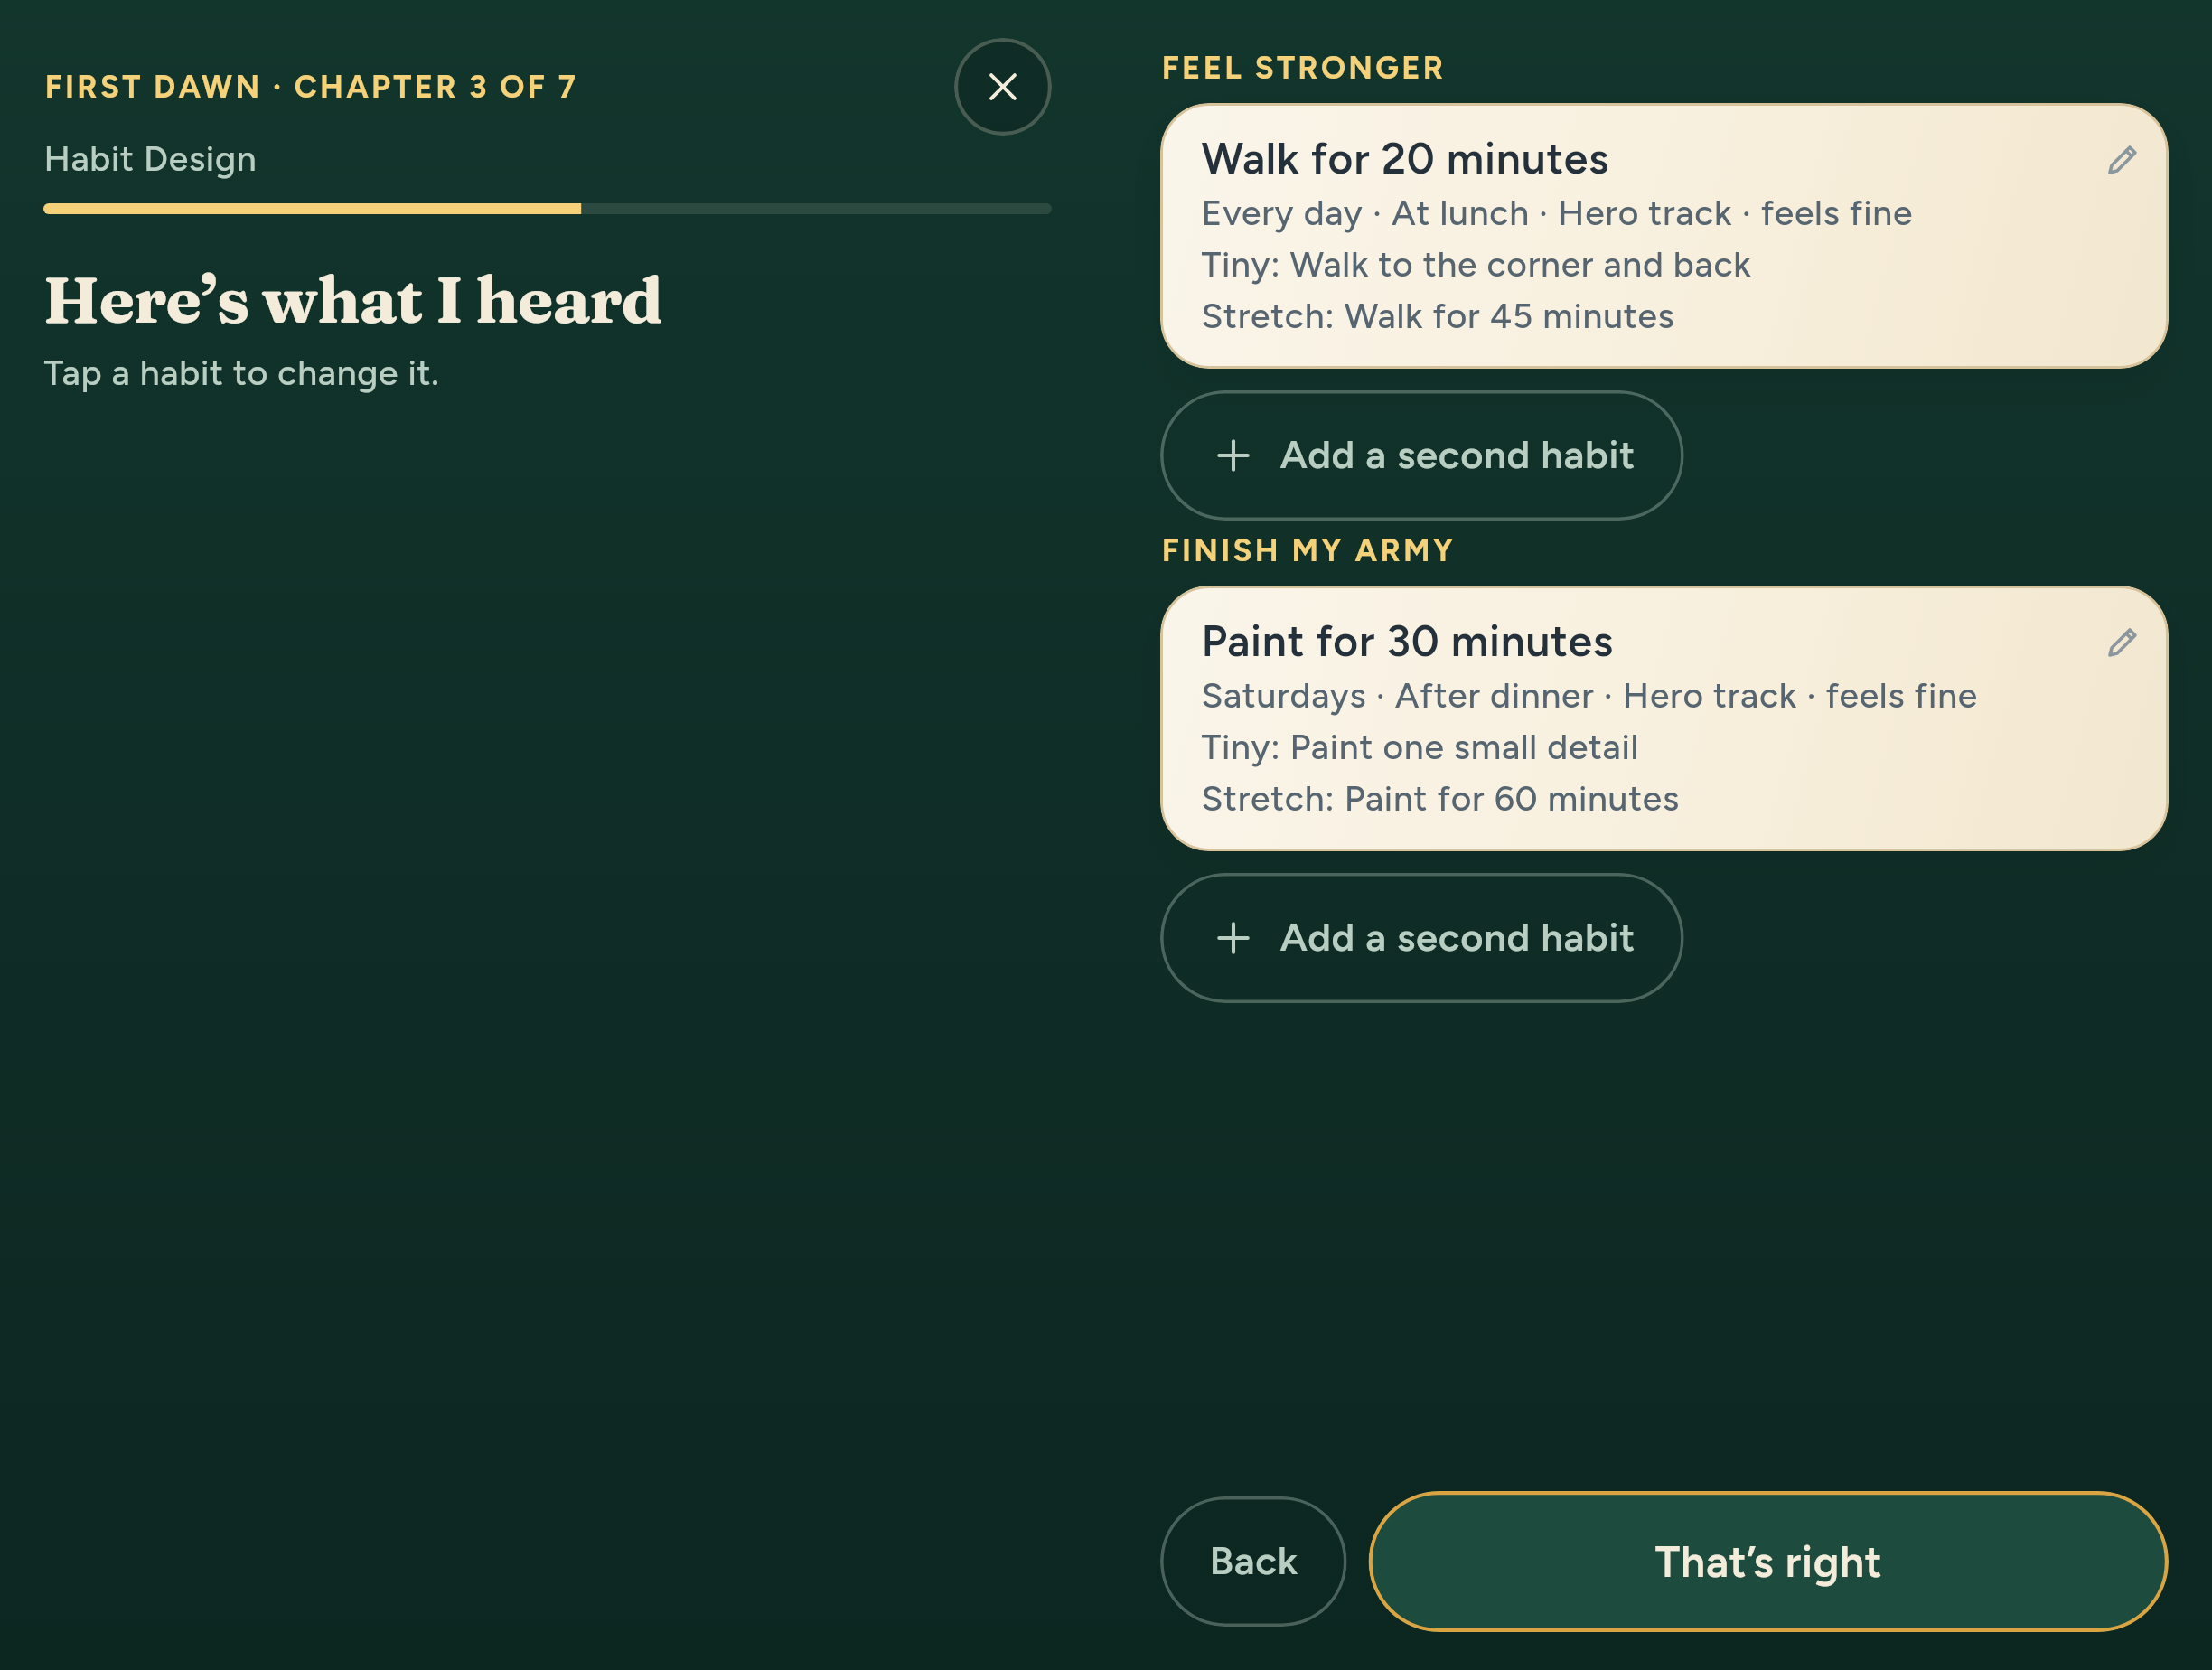 FIRST DAWN · CHAPTER 3 OF 7
Habit Design
Here’s what I heard
Tap a habit to change it.
FEEL STRONGER
Walk for 20 minutes
Every day · At lunch · Hero track · feels fine
Tiny: Walk to the corner and back
Stretch: Walk for 45 minutes
Add a second habit
FINISH MY ARMY
Paint for 30 minutes
Saturdays · After dinner · Hero track · feels fine
Tiny: Paint one small detail
Stretch: Paint for 60 minutes
Add a second habit
Back
That’s right